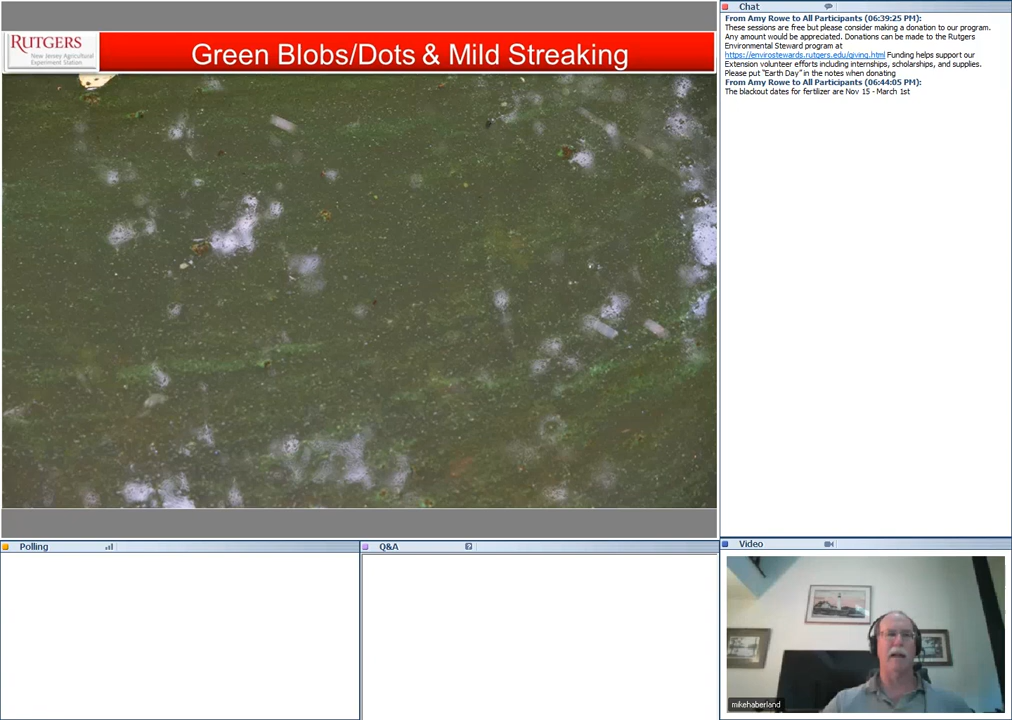 RUTGERS
New Jersey Agricultural
Experiment Station
Green Blobs/Dots & Mild Streaking
Chat
From Amy Rowe to All Participants (06:39:25 PM):
These sessions are free but please consider making a donation to our program.
Any amount would be appreciated. Donations can be made to the Rutgers
Environmental Steward program at
https://envirostewards.rutgers.edu/giving.html Funding helps support our
Extension volunteer efforts including internships, scholarships, and supplies.
Please put "Earth Day" in the notes when donating
From Amy Rowe to All Participants (06:44:05 PM):
The blackout dates for fertilizer are Nov 15 - March 1st
Polling
Q&A
Video
mikehaberland